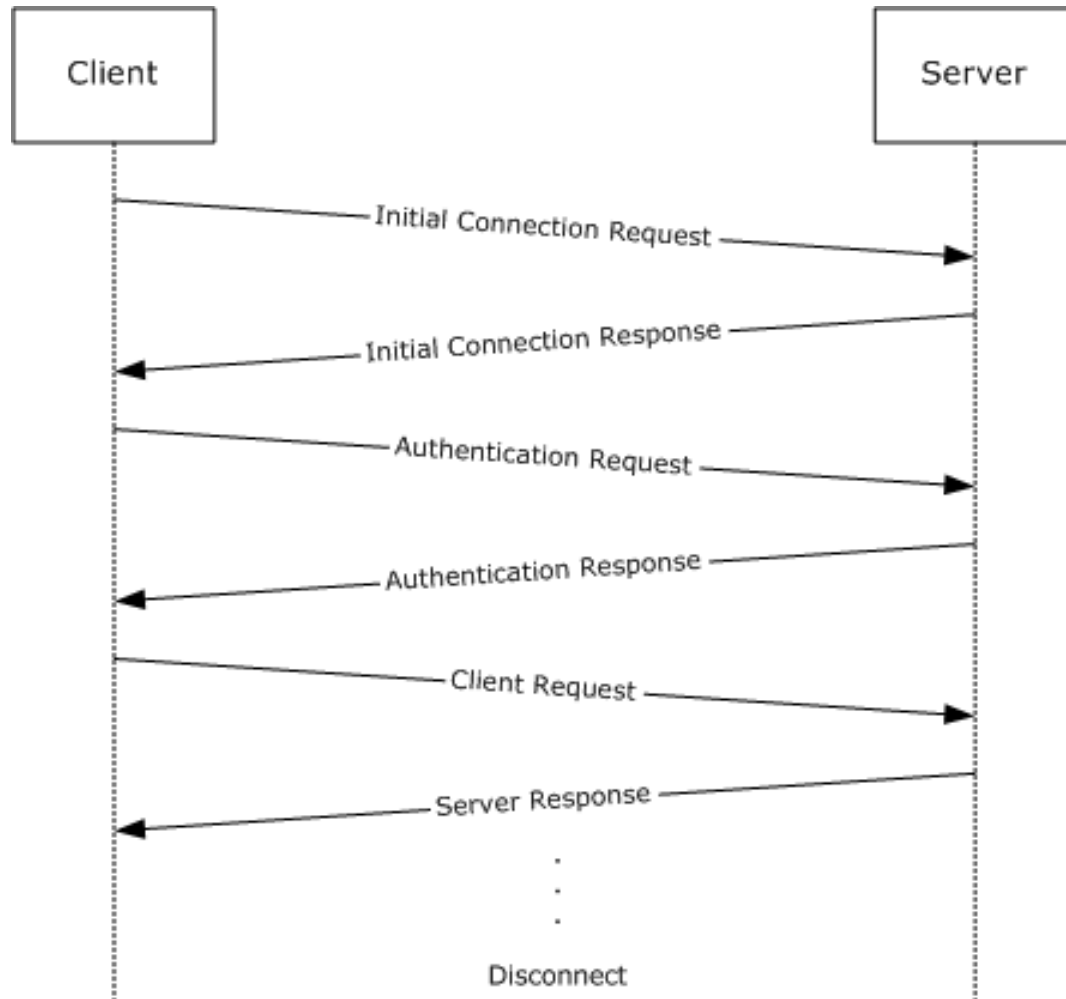 Client
Server
Initial Connection Request
Initial Connection Response
Authentication Request
Authentication Response
Client Request
Server Response
.
.
.
Disconnect